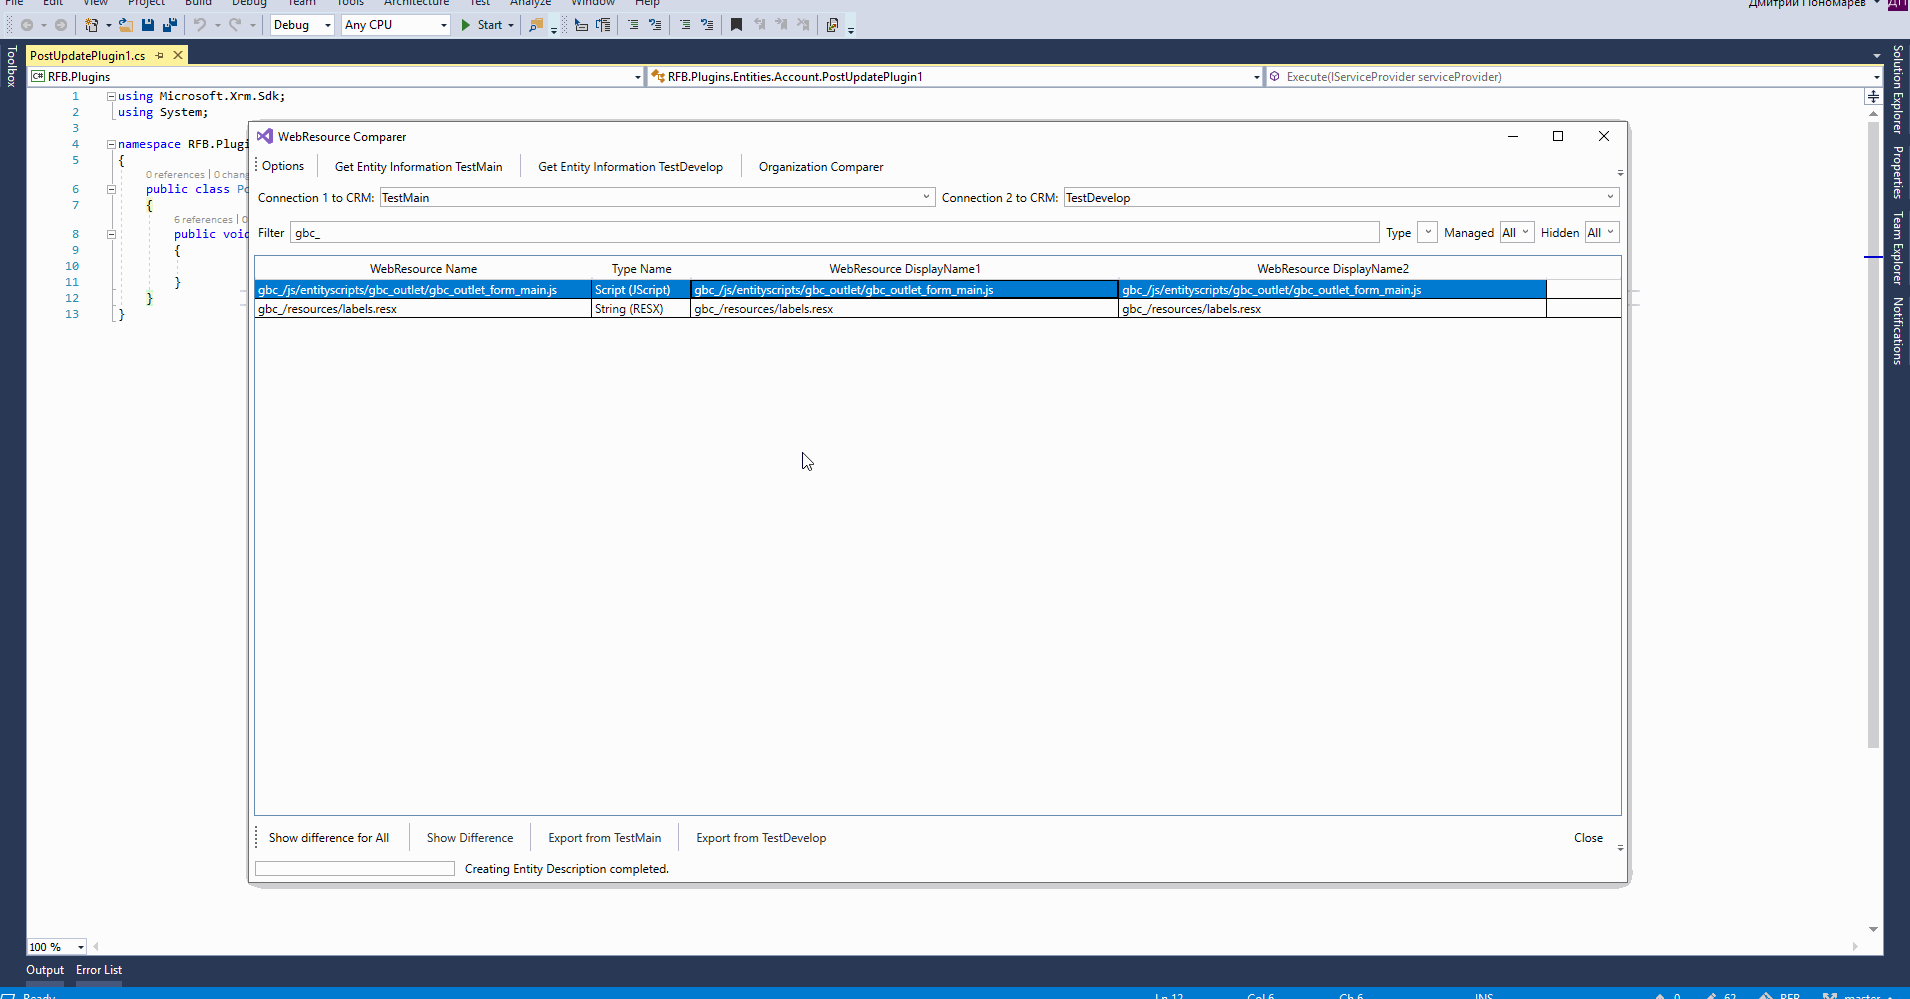 File Edit View Project Build Debug Team Tools Architecture Test Analyze Window Help Дмитрий Пономарев ДП
Debug Any CPU Start
Toolbox
PostUpdatePlugin1.cs
RFB.Plugins RFB.Plugins.Entities.Account.PostUpdatePlugin1 Execute(IServiceProvider serviceProvider)
1 using Microsoft.Xrm.Sdk;
2 using System;
3
4 namespace RFB.Plugi
5 {
0 references | 0 chang
6 public class Po
7 {
6 references | 0
8 public void
9 {
10
11 }
12 }
13 }
WebResource Comparer
Options Get Entity Information TestMain Get Entity Information TestDevelop Organization Comparer
Connection 1 to CRM: TestMain Connection 2 to CRM: TestDevelop
Filter gbc_ Type Managed All Hidden All
WebResource Name Type Name WebResource DisplayName1 WebResource DisplayName2
gbc_/js/entityscripts/gbc_outlet/gbc_outlet_form_main.js Script (JScript) gbc_/js/entityscripts/gbc_outlet/gbc_outlet_form_main.js gbc_/js/entityscripts/gbc_outlet/gbc_outlet_form_main.js
gbc_/resources/labels.resx String (RESX) gbc_/resources/labels.resx gbc_/resources/labels.resx
Show difference for All Show Difference Export from TestMain Export from TestDevelop Close
Creating Entity Description completed.
Solution Explorer
Properties
Team Explorer
Notifications
100 %
Output Error List
Ready Ln 12 Col 6 Ch 6 INS 0 62 RFB master